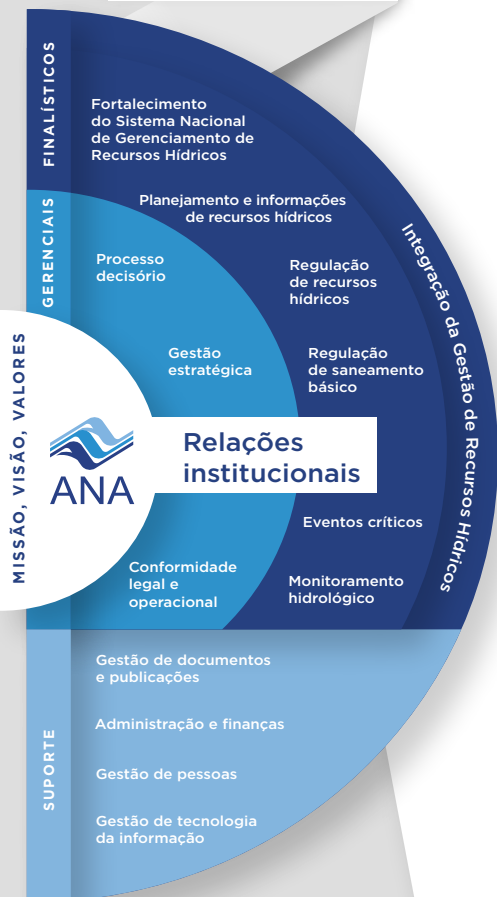 FINALÍSTICOS
Fortalecimento
do Sistema Nacional
de Gerenciamento de
Recursos Hídricos
Planejamento e informações
de recursos hídricos
Regulação
de recursos
hídricos
Regulação
de saneamento
básico
Eventos críticos
Monitoramento
hidrológico
Integração da Gestão de Recursos Hídricos
GERENCIAIS
Processo
decisório
Gestão
estratégica
Conformidade
legal e
operacional
MISSÃO, VISÃO, VALORES
ANA
Relações
institucionais
SUPORTE
Gestão de documentos
e publicações
Administração e finanças
Gestão de pessoas
Gestão de tecnologia
da informação